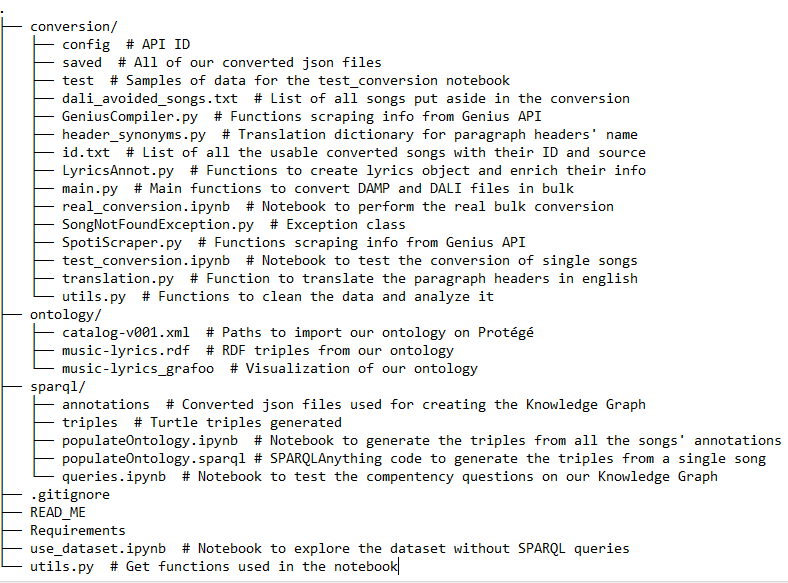 .
├── conversion/
│   ├── config  # API ID
│   ├── saved  # All of our converted json files
│   ├── test  # Samples of data for the test_conversion notebook
│   ├── dali_avoided_songs.txt  # List of all songs put aside in the conversion
│   ├── GeniusCompiler.py  # Functions scraping info from Genius API
│   ├── header_synonyms.py  # Translation dictionary for paragraph headers' name
│   ├── id.txt  # List of all the usable converted songs with their ID and source
│   ├── LyricsAnnot.py  # Functions to create lyrics object and enrich their info
│   ├── main.py  # Main functions to convert DAMP and DALI files in bulk
│   ├── real_conversion.ipynb  # Notebook to perform the real bulk conversion
│   ├── SongNotFoundException.py  # Exception class
│   ├── SpotiScraper.py  # Functions scraping info from Genius API
│   ├── test_conversion.ipynb  # Notebook to test the conversion of single songs
│   ├── translation.py  # Function to translate the paragraph headers in english
│   └── utils.py  # Functions to clean the data and analyze it
├── ontology/
│   ├── catalog-v001.xml  # Paths to import our ontology on Protégé
│   ├── music-lyrics.rdf  # RDF triples from our ontology
│   └── music-lyrics_grafoo  # Visualization of our ontology
├── sparql/
│   ├── annotations  # Converted json files used for creating the Knowledge Graph
│   ├── triples  # Turtle triples generated
│   ├── populateOntology.ipynb  # Notebook to generate the triples from all the songs' annotations
│   ├── populateOntology.sparql # SPARQLAnything code to generate the triples from a single song
│   └── queries.ipynb  # Notebook to test the compentency questions on our Knowledge Graph
├── .gitignore
├── READ_ME
├── Requirements
├── use_dataset.ipynb  # Notebook to explore the dataset without SPARQL queries
└── utils.py  # Get functions used in the notebook